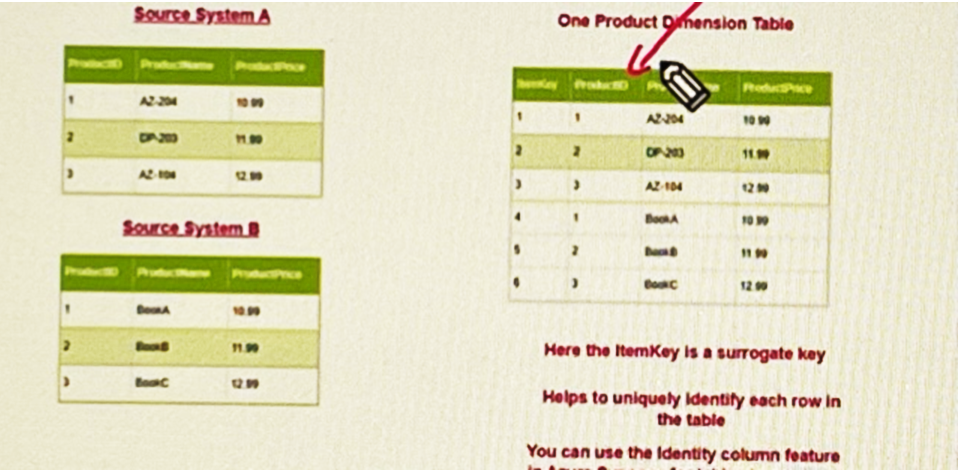 Source System A
ProductID ProductName ProductPrice
1 AZ-204 10.99
2 DP-203 11.99
3 AZ-104 12.99
Source System B
ProductID ProductName ProductPrice
1 BookA 10.99
2 BookB 11.99
3 BookC 12.99
One Product Dimension Table
ItemKey ProductID ProductPrice
1 1 AZ-204 10.99
2 2 DP-203 11.99
3 3 AZ-104 12.99
4 1 BookA 10.99
5 2 BookB 11.99
6 3 BookC 12.99
Here the ItemKey is a surrogate key
Helps to uniquely identify each row in
the table
You can use the Identity column feature